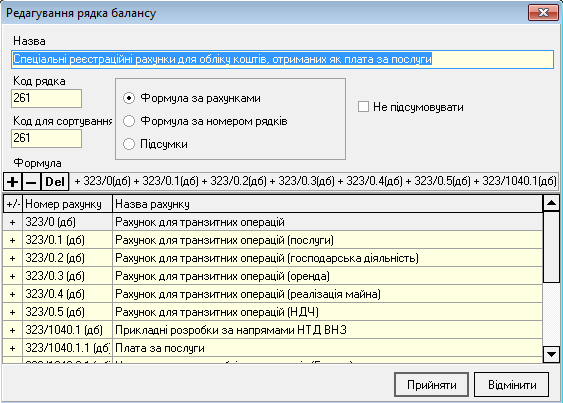 Редагування рядка балансу
Назва
Спеціальні реєстраційні рахунки для обліку коштів, отриманих як плата за послуги
Код рядка
261
Код для сортування
261
Формула за рахунками
Формула за номером рядків
Підсумки
Не підсумовувати
Формула
+ – Del + 323/0(дб) + 323/0.1(дб) + 323/0.2(дб) + 323/0.3(дб) + 323/0.4(дб) + 323/0.5(дб) + 323/1040.1(дб)
+/- Номер рахунку Назва рахунку
+ 323/0 (дб) Рахунок для транзитних операцій
+ 323/0.1 (дб) Рахунок для транзитних операцій (послуги)
+ 323/0.2 (дб) Рахунок для транзитних операцій (господарська діяльність)
+ 323/0.3 (дб) Рахунок для транзитних операцій (оренда)
+ 323/0.4 (дб) Рахунок для транзитних операцій (реалізація майна)
+ 323/0.5 (дб) Рахунок для транзитних операцій (НДЧ)
+ 323/1040.1 (дб) Прикладні розробки за напрямами НТД ВНЗ
+ 323/1040.1.1 (дб) Плата за послуги
Прийняти Відмінити